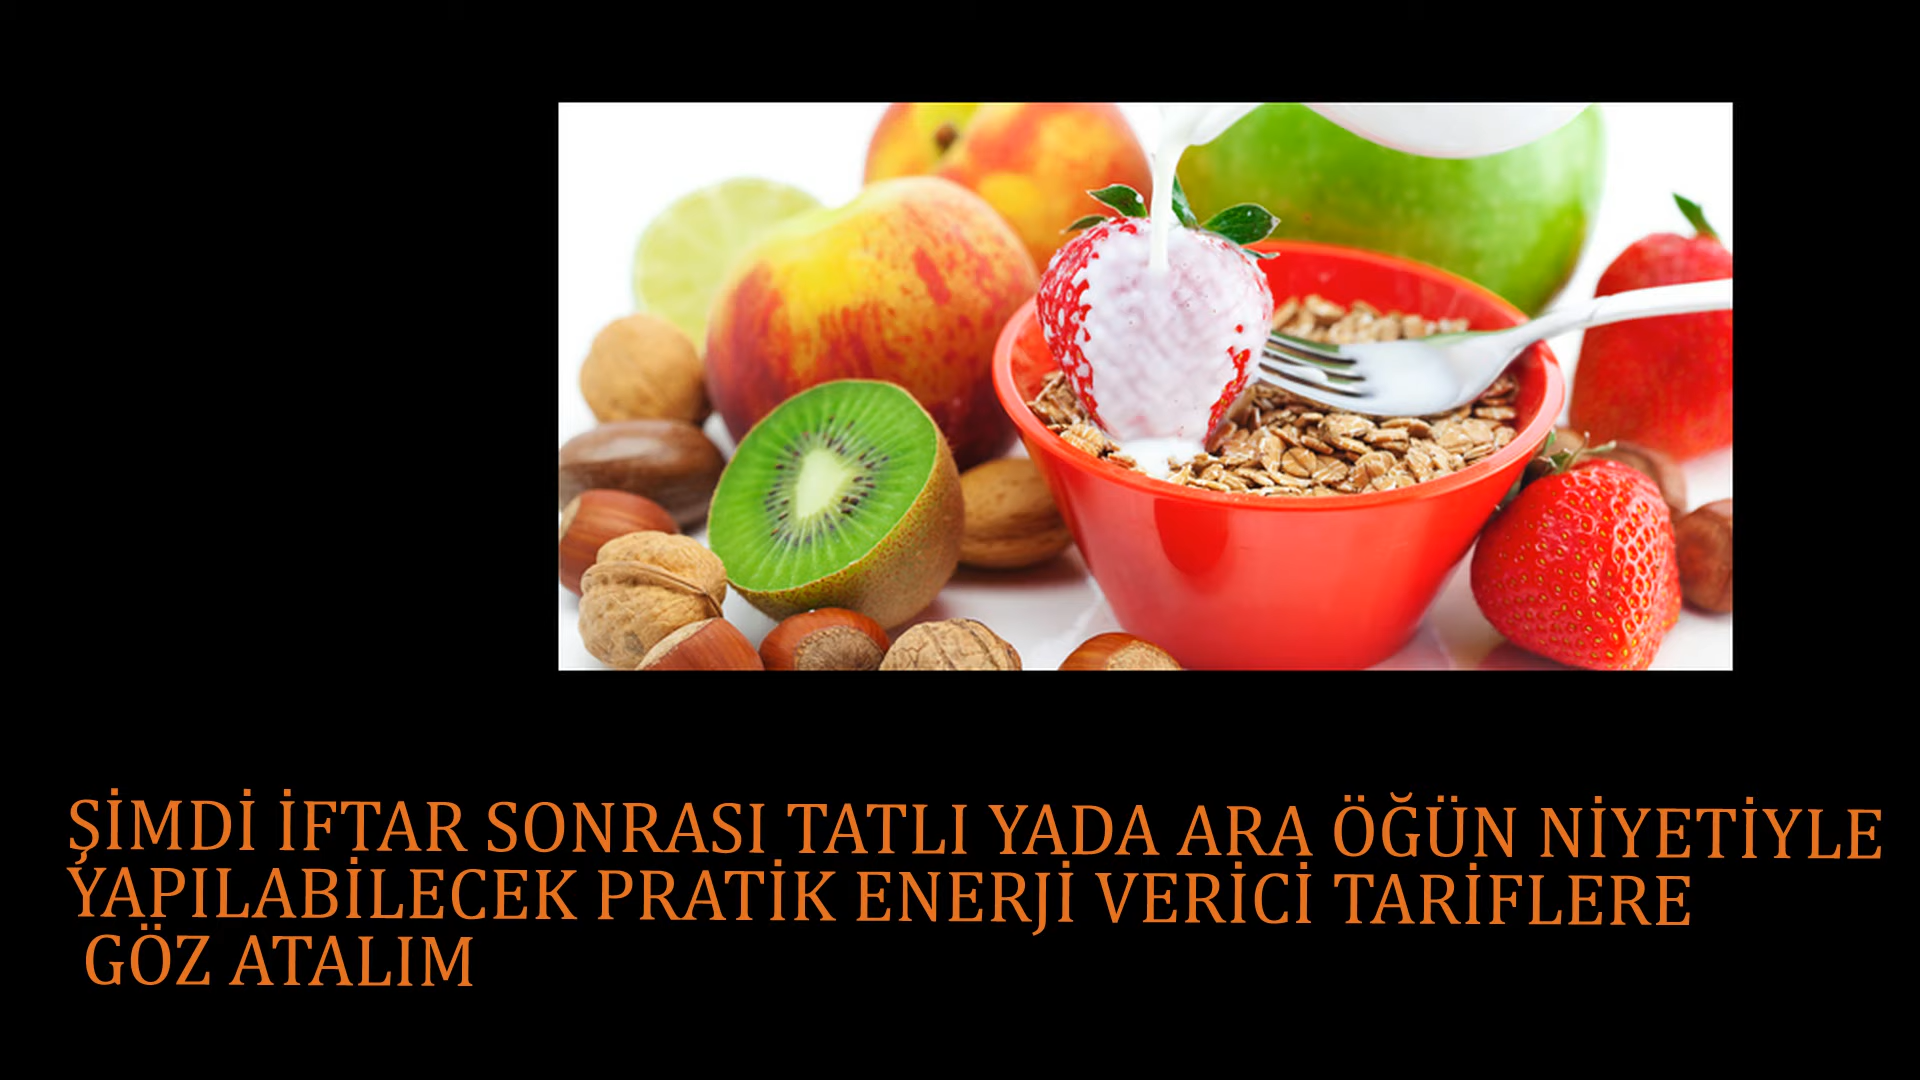 ŞİMDİ İFTAR SONRASI TATLI YADA ARA ÖĞÜN NİYETİYLE
YAPILABİLECEK PRATİK ENERJİ VERİCİ TARİFLERE
GÖZ ATALIM